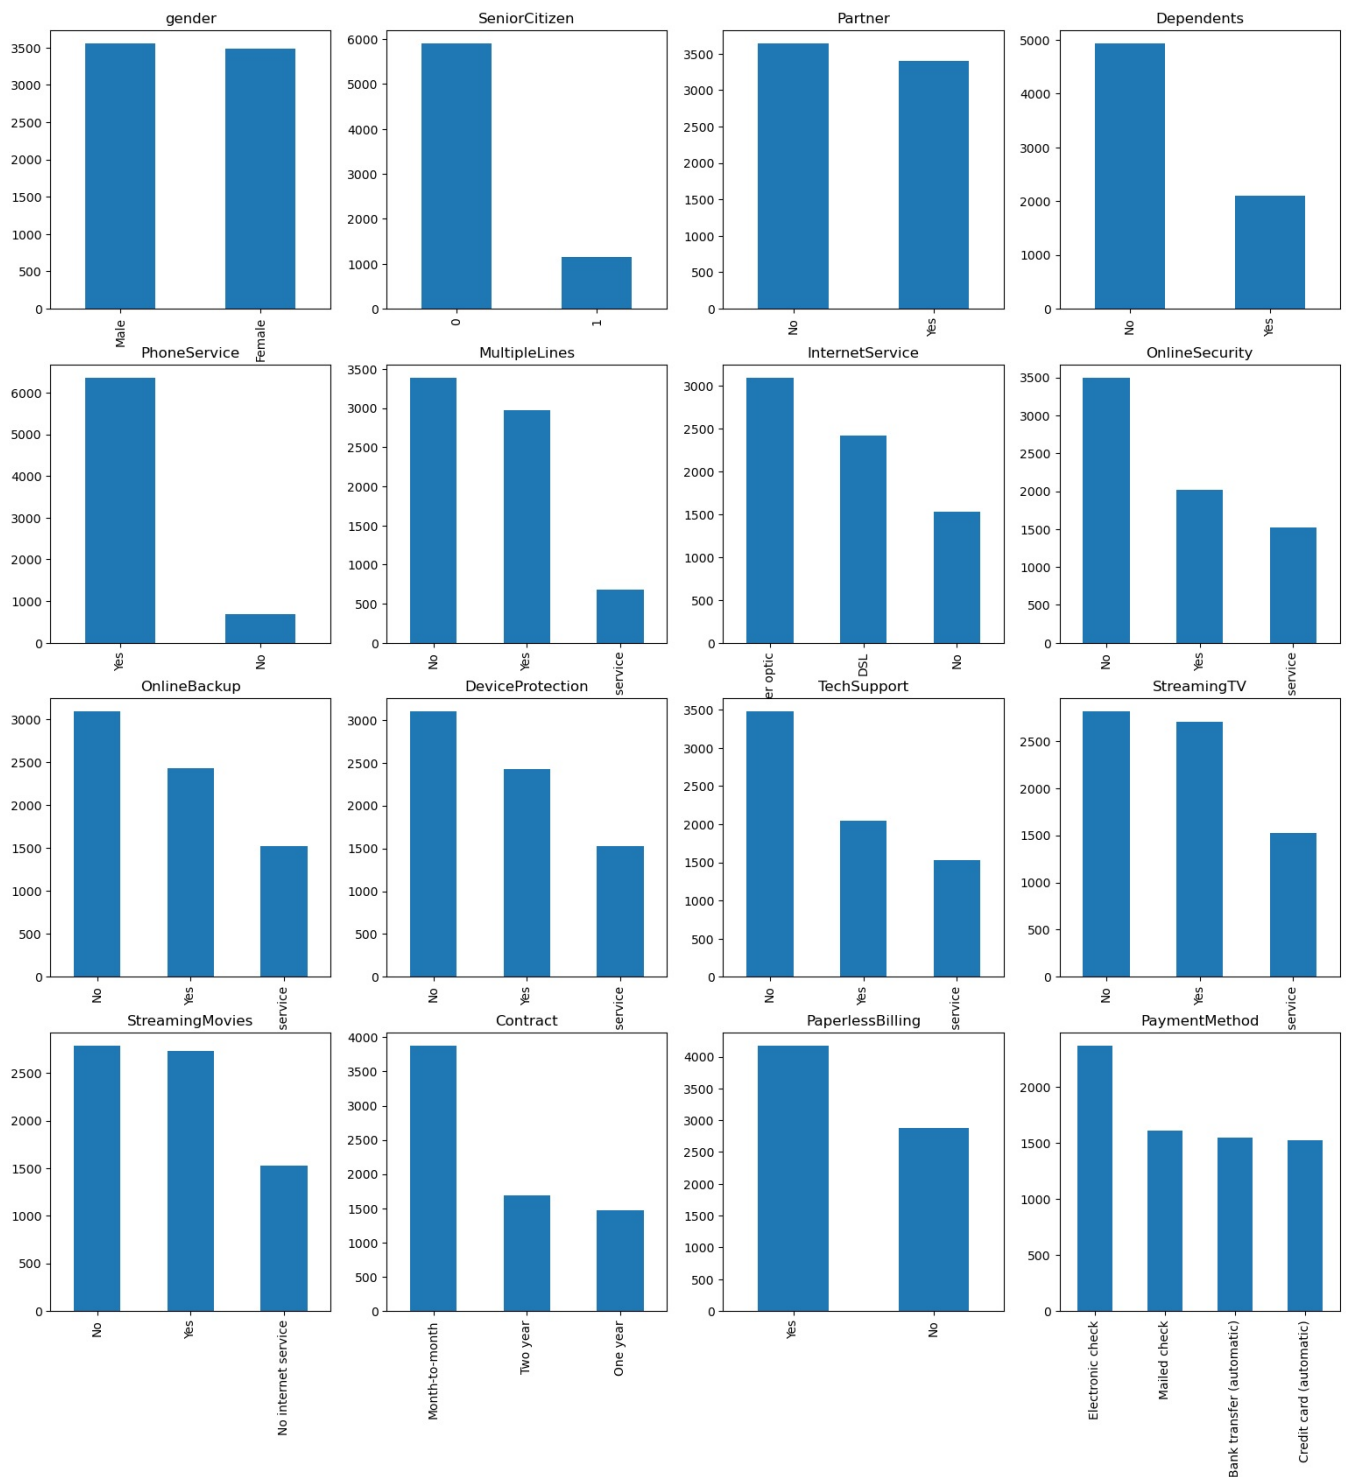 gender
3500
3000
2500
2000
1500
1000
500
0
Male
Female
SeniorCitizen
6000
5000
4000
3000
2000
1000
0
0
1
Partner
3500
3000
2500
2000
1500
1000
500
0
No
Yes
Dependents
5000
4000
3000
2000
1000
0
No
Yes
PhoneService
6000
5000
4000
3000
2000
1000
0
Yes
No
MultipleLines
3500
3000
2500
2000
1500
1000
500
0
No
Yes
service
InternetService
3000
2500
2000
1500
1000
500
0
er optic
DSL
No
OnlineSecurity
3500
3000
2500
2000
1500
1000
500
0
No
Yes
service
OnlineBackup
3000
2500
2000
1500
1000
500
0
No
Yes
service
DeviceProtection
3000
2500
2000
1500
1000
500
0
No
Yes
service
TechSupport
3500
3000
2500
2000
1500
1000
500
0
No
Yes
service
StreamingTV
2500
2000
1500
1000
500
0
No
Yes
service
StreamingMovies
2500
2000
1500
1000
500
0
No
Yes
No internet service
Contract
4000
3500
3000
2500
2000
1500
1000
500
0
Month-to-month
Two year
One year
PaperlessBilling
4000
3500
3000
2500
2000
1500
1000
500
0
Yes
No
PaymentMethod
2000
1500
1000
500
0
Electronic check
Mailed check
Bank transfer (automatic)
Credit card (automatic)